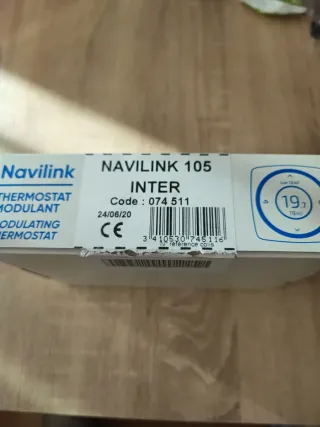 Navilink
THERMOSTAT
MODULANT
MODULATING
THERMOSTAT
NAVILINK 105
INTER
Code : 074 511
24/06/20
CE
3 410530 745116
19.7